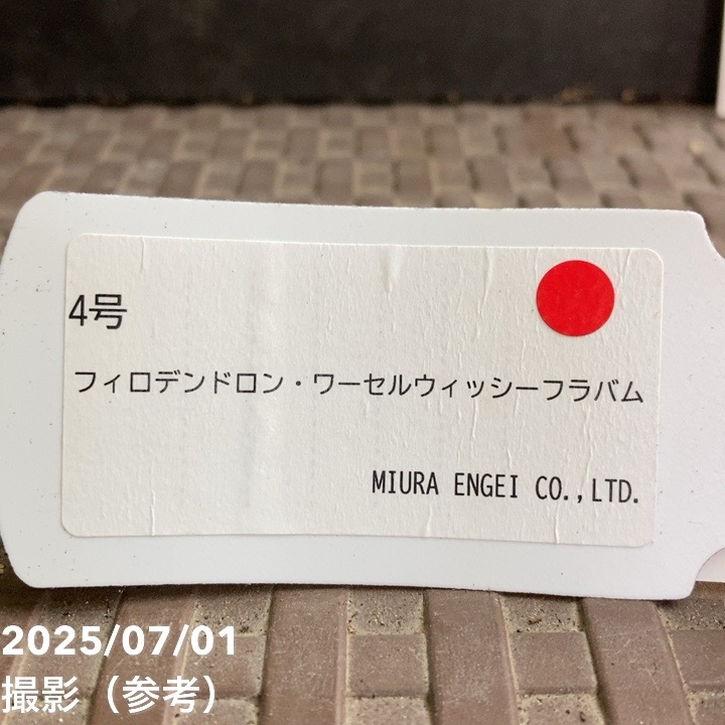 4号
フィロデンドロン・ワーセルウィッシーフラバム
MIURA ENGEI CO.,LTD.
2025/07/01
撮影（参考）